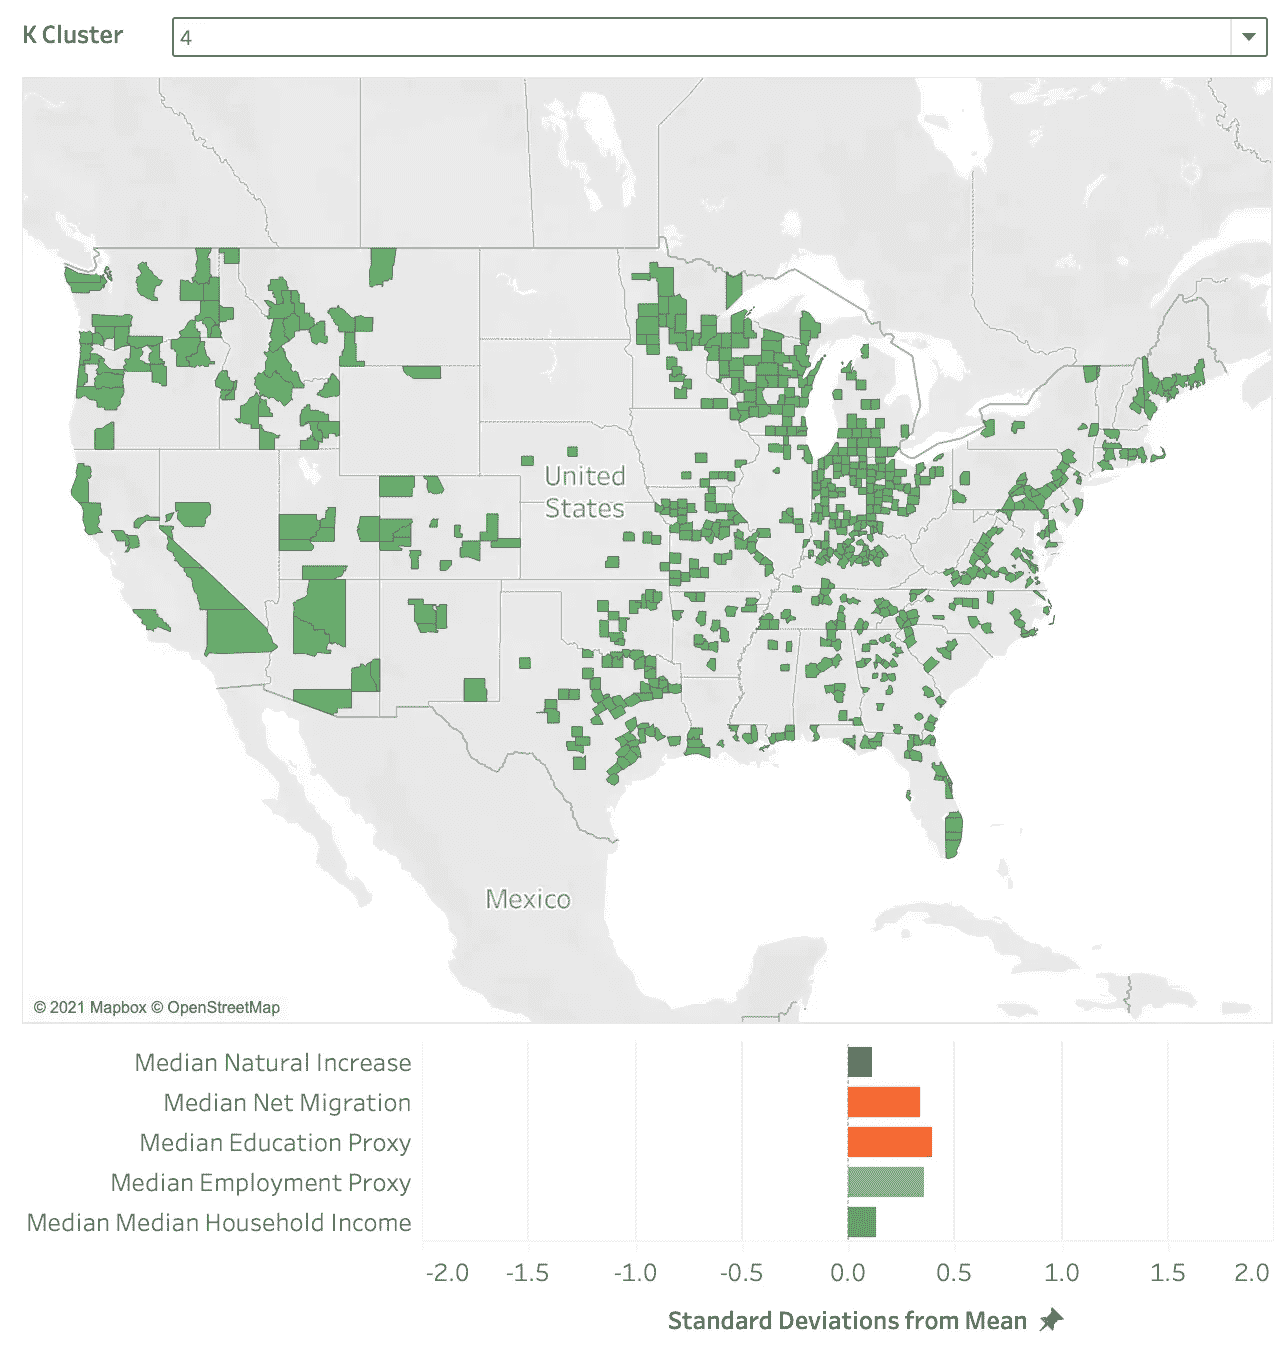 K Cluster
4
United
States
Mexico
© 2021 Mapbox © OpenStreetMap
Median Natural Increase
Median Net Migration
Median Education Proxy
Median Employment Proxy
Median Median Household Income
-2.0 -1.5 -1.0 -0.5 0.0 0.5 1.0 1.5 2.0
Standard Deviations from Mean